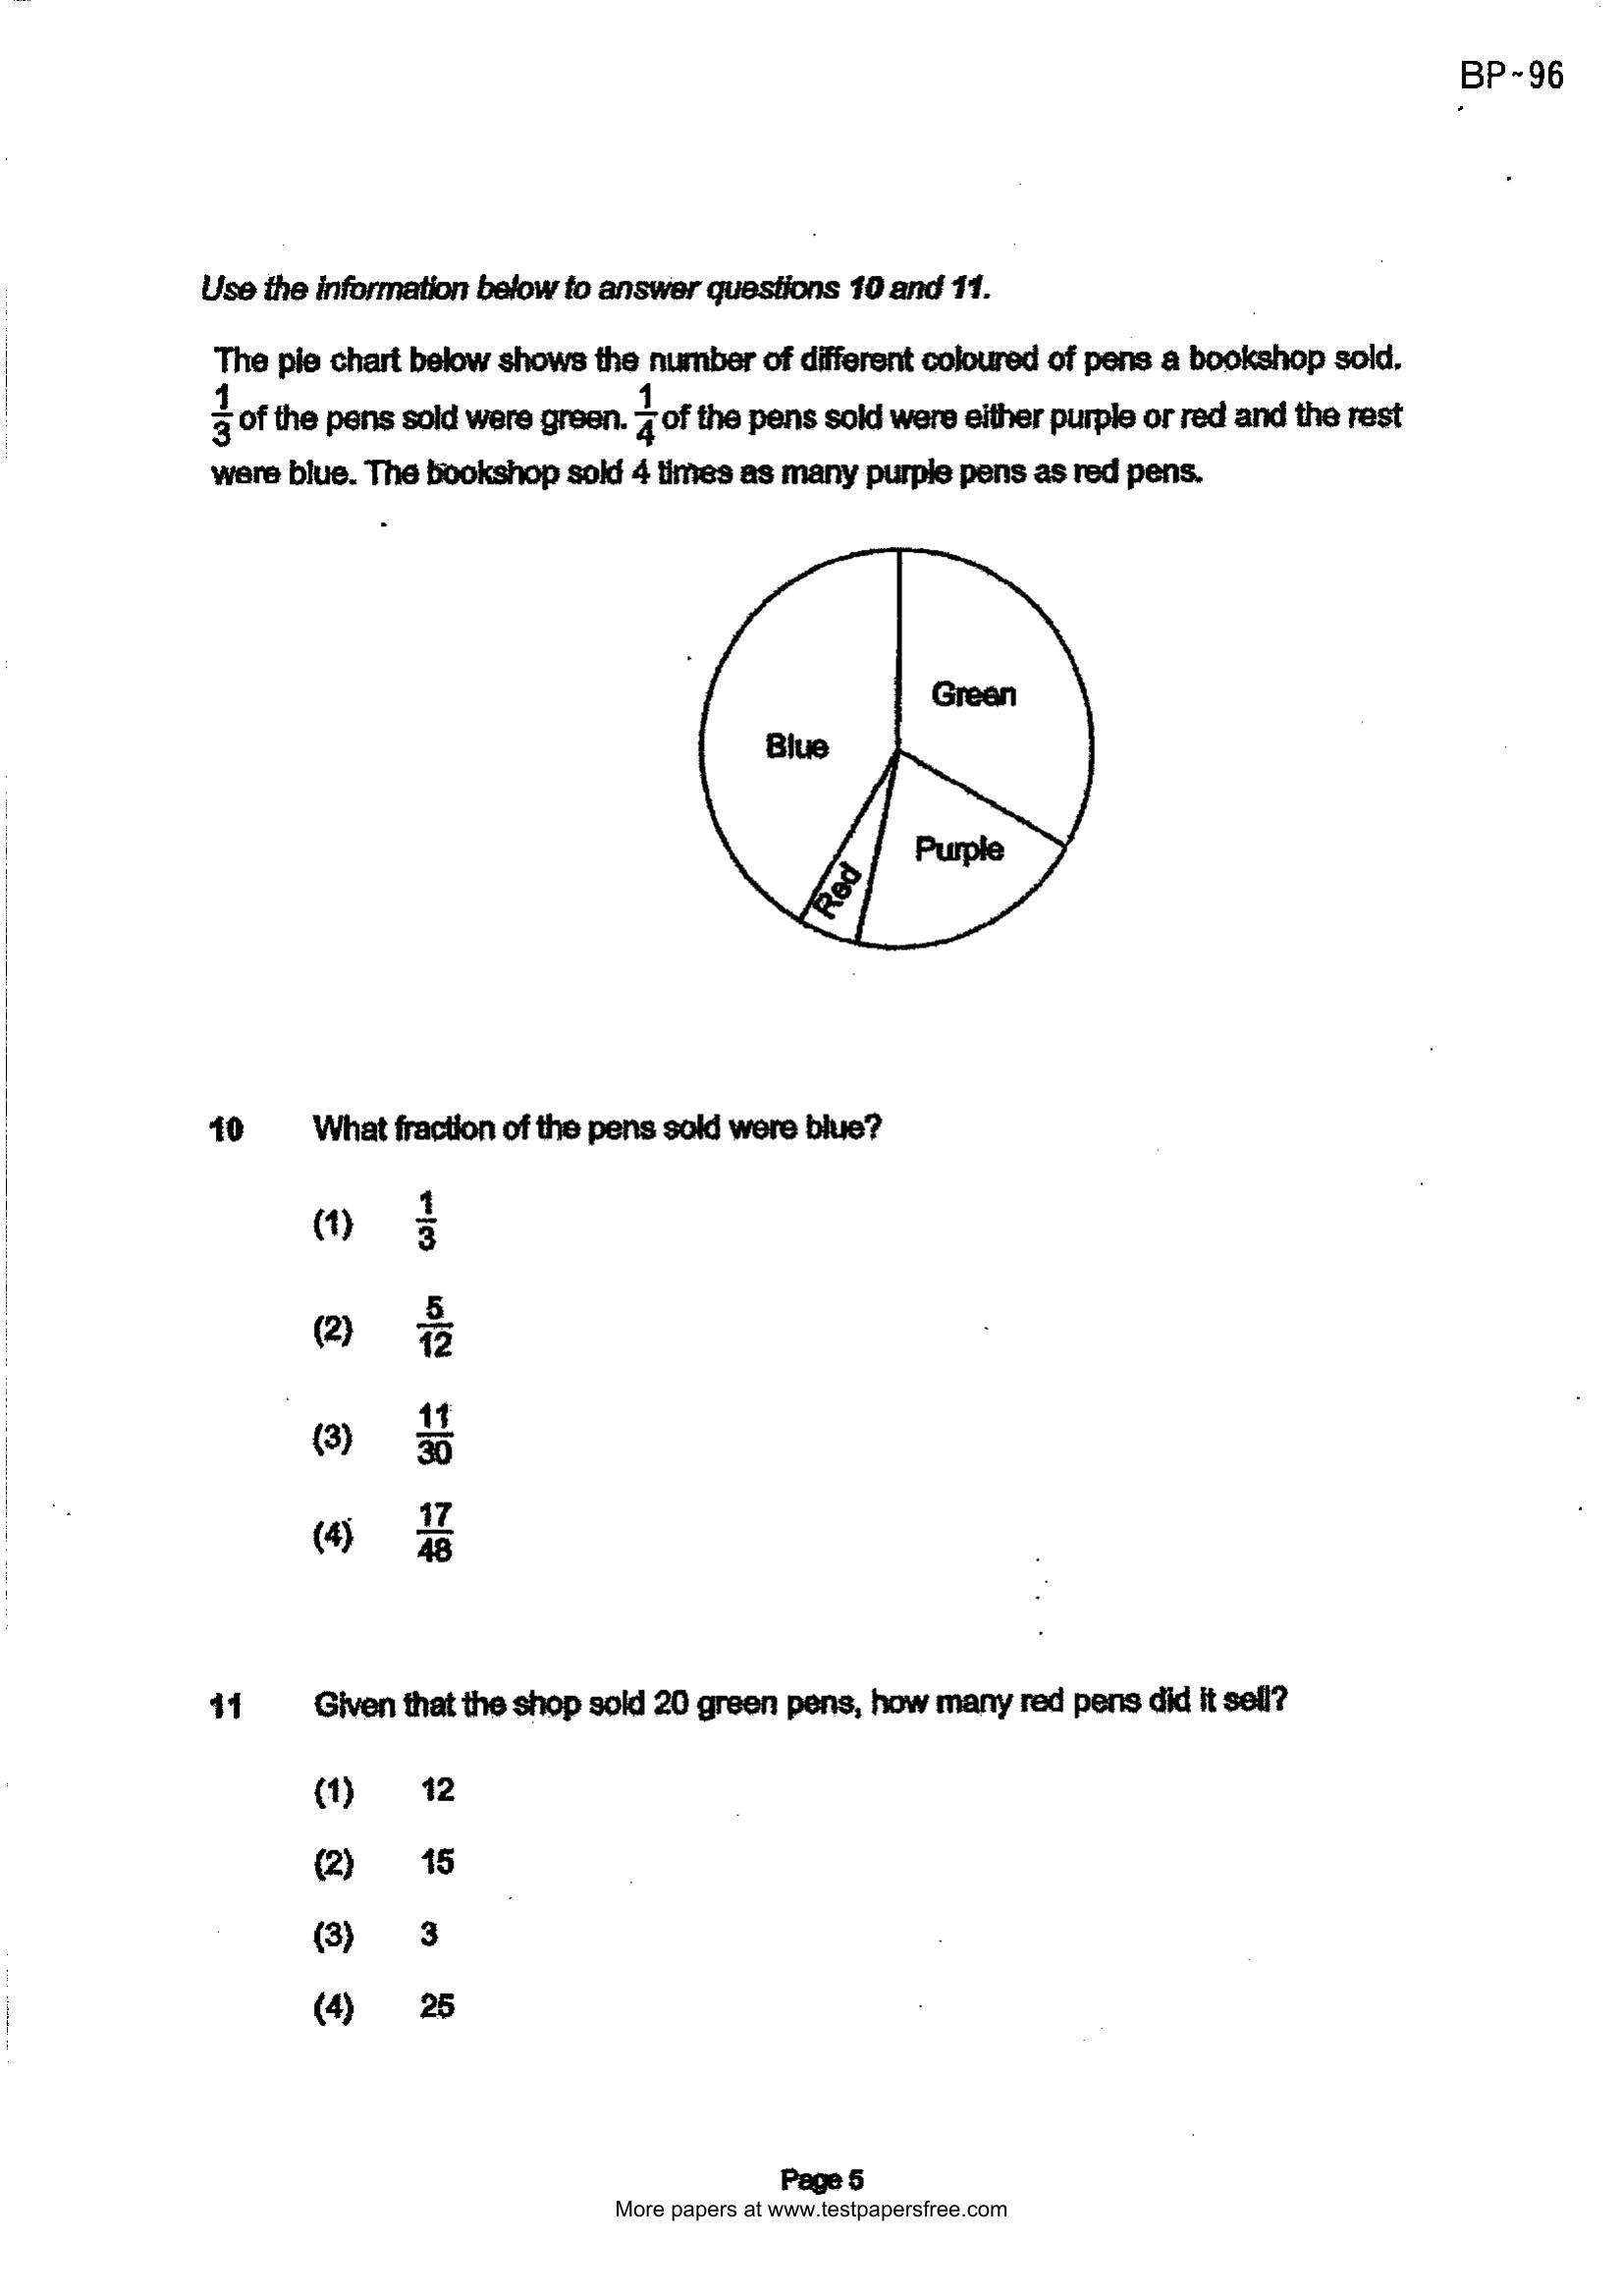 BP~96
Use the information below to answer questions 10 and 11.
The pie chart below shows the number of different coloured of pens a bookshop sold.
1/3 of the pens sold were green. 1/4 of the pens sold were either purple or red and the rest
were blue. The bookshop sold 4 times as many purple pens as red pens.
Green
Blue
Purple
Red
10 What fraction of the pens sold were blue?
(1) 1/3
(2) 5/12
(3) 11/30
(4) 17/48
11 Given that the shop sold 20 green pens, how many red pens did it sell?
(1) 12
(2) 15
(3) 3
(4) 25
Page 5
More papers at www.testpapersfree.com